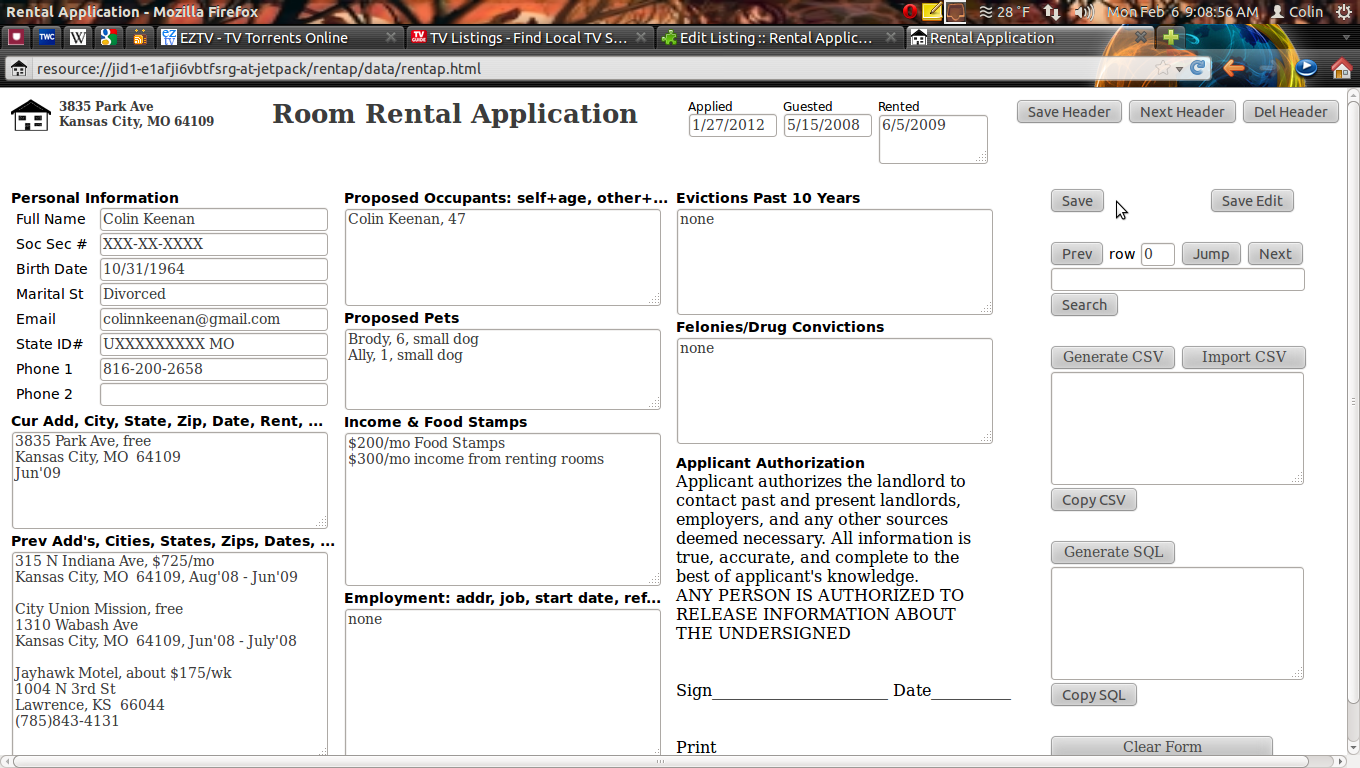 Rental Application - Mozilla Firefox
28 °F
Mon Feb 6 9:08:56 AM
Colin
TWC
W
EZTV - TV Torrents Online
TV GUIDE
TV Listings - Find Local TV S...
Edit Listing :: Rental Applic...
Rental Application
resource://jid1-e1afji6vbtfsrg-at-jetpack/rentap/data/rentap.html
3835 Park Ave
Kansas City, MO 64109
Room Rental Application
Applied
1/27/2012
Guested
5/15/2008
Rented
6/5/2009
Save Header
Next Header
Del Header
Personal Information
Full Name Colin Keenan
Soc Sec # XXX-XX-XXXX
Birth Date 10/31/1964
Marital St Divorced
Email colinnkeenan@gmail.com
State ID# UXXXXXXXXX MO
Phone 1 816-200-2658
Phone 2
Cur Add, City, State, Zip, Date, Rent, ...
3835 Park Ave, free
Kansas City, MO  64109
Jun'09
Prev Add's, Cities, States, Zips, Dates, ...
315 N Indiana Ave, $725/mo
Kansas City, MO  64109, Aug'08 - Jun'09
City Union Mission, free
1310 Wabash Ave
Kansas City, MO  64109, Jun'08 - July'08
Jayhawk Motel, about $175/wk
1004 N 3rd St
Lawrence, KS  66044
(785)843-4131
Proposed Occupants: self+age, other+...
Colin Keenan, 47
Proposed Pets
Brody, 6, small dog
Ally, 1, small dog
Income & Food Stamps
$200/mo Food Stamps
$300/mo income from renting rooms
Employment: addr, job, start date, ref...
none
Evictions Past 10 Years
none
Felonies/Drug Convictions
none
Applicant Authorization
Applicant authorizes the landlord to
contact past and present landlords,
employers, and any other sources
deemed necessary. All information is
true, accurate, and complete to the
best of applicant's knowledge.
ANY PERSON IS AUTHORIZED TO
RELEASE INFORMATION ABOUT
THE UNDERSIGNED
Sign______________________ Date__________
Print
Save
Save Edit
Prev row 0 Jump Next
Search
Generate CSV
Import CSV
Copy CSV
Generate SQL
Copy SQL
Clear Form